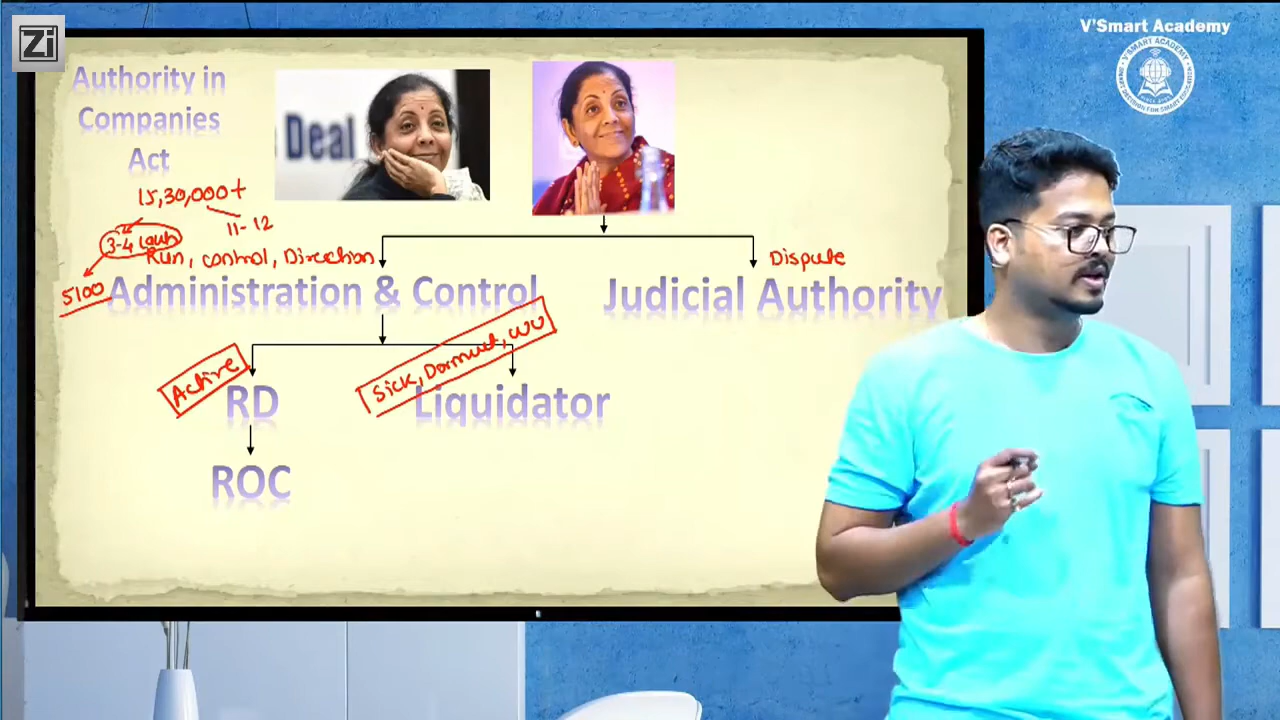 Zi
V'Smart Academy
Authority in
Companies
Act
Deal
15,30,000+
11-12
3-4 Lakh
5100
Run, control, Direction
Dispute
Administration & Control
Judicial Authority
Active
Sick, Dormant, WU
RD
Liquidator
ROC